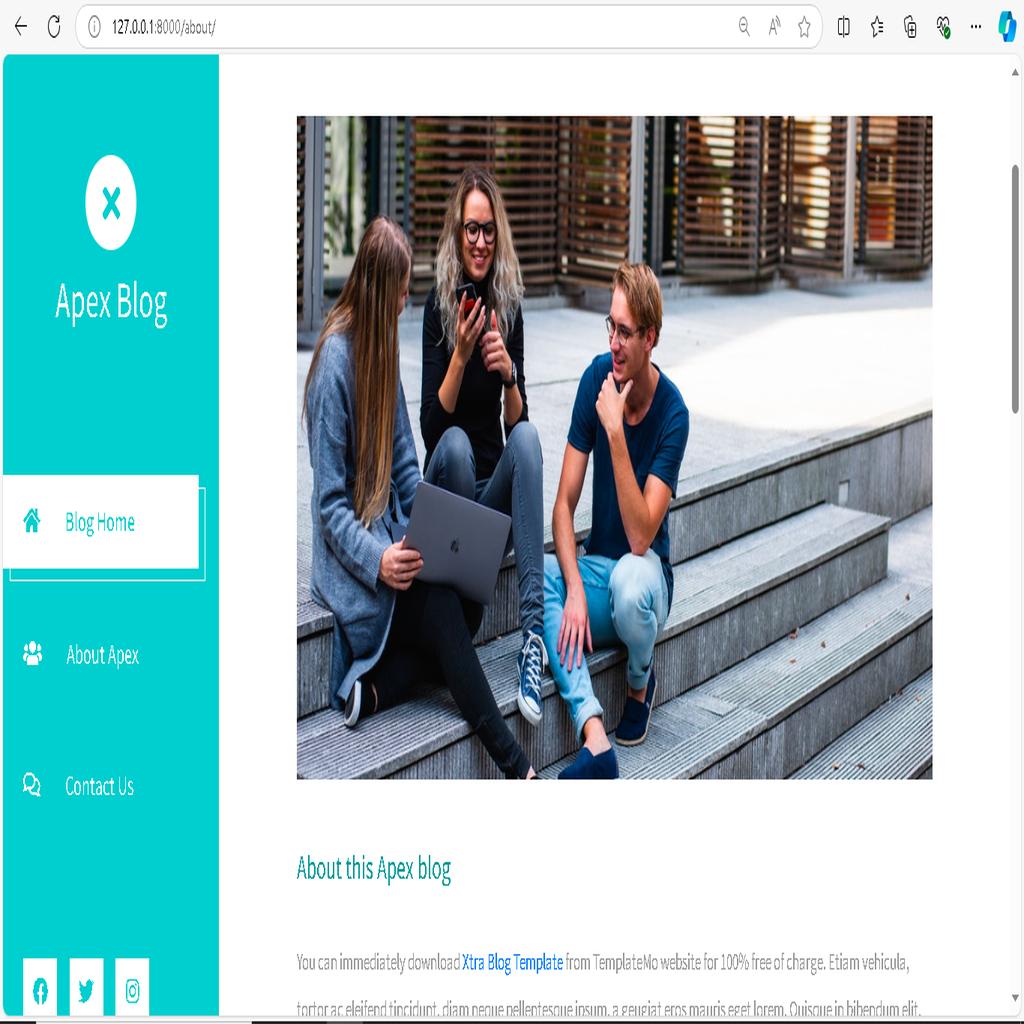 127.0.0.1:8000/about/
Apex Blog
Blog Home
About Apex
Contact Us
About this Apex blog
You can immediately download Xtra Blog Template from TemplateMo website for 100% free of charge. Etiam vehicula,
tortor ac eleifend tincidunt, diam neque pellentesque ipsum, a geugiat eros mauris eget lorem. Quisque in bibendum elit.